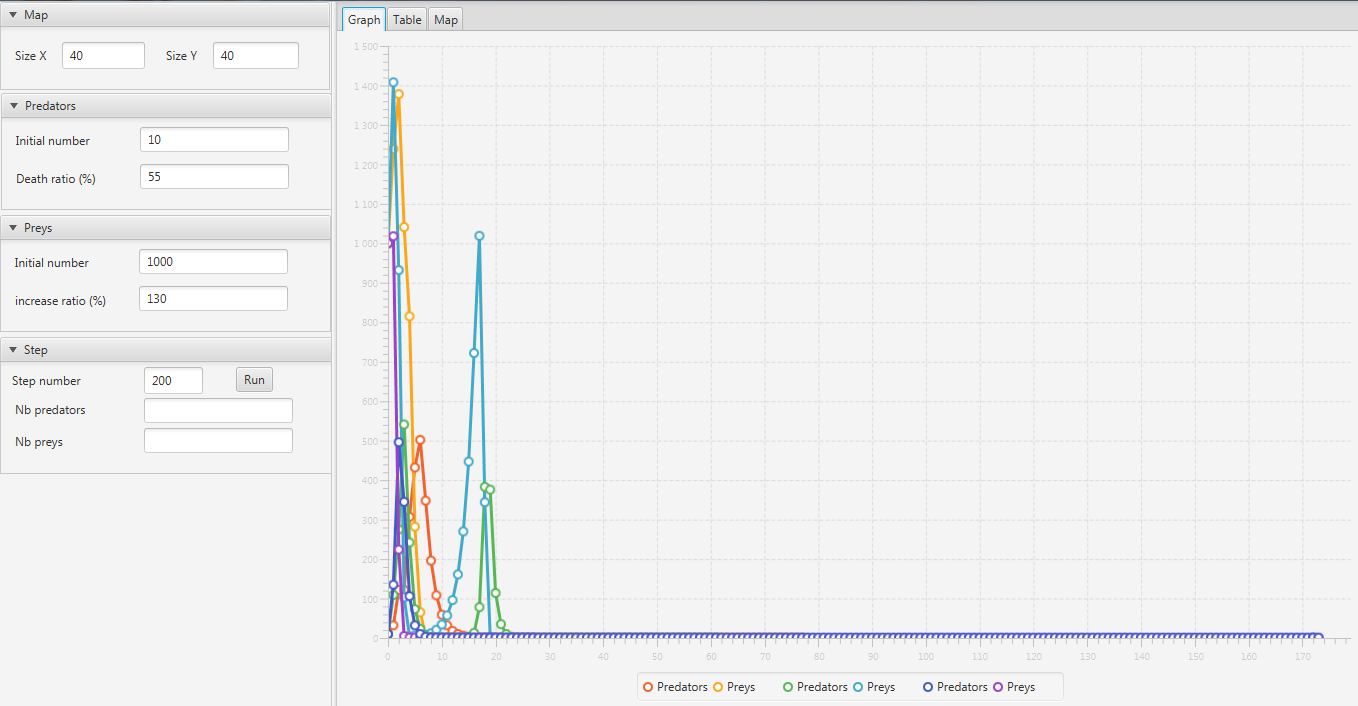 Map
Size X 40 Size Y 40
Predators
Initial number 10
Death ratio (%) 55
Preys
Initial number 1000
increase ratio (%) 130
Step
Step number 200 Run
Nb predators
Nb preys
Graph Table Map
1 500
1 400
1 300
1 200
1 100
1 000
900
800
700
600
500
400
300
200
100
0
0 10 20 30 40 50 60 70 80 90 100 110 120 130 140 150 160 170
Predators Preys Predators Preys Predators Preys